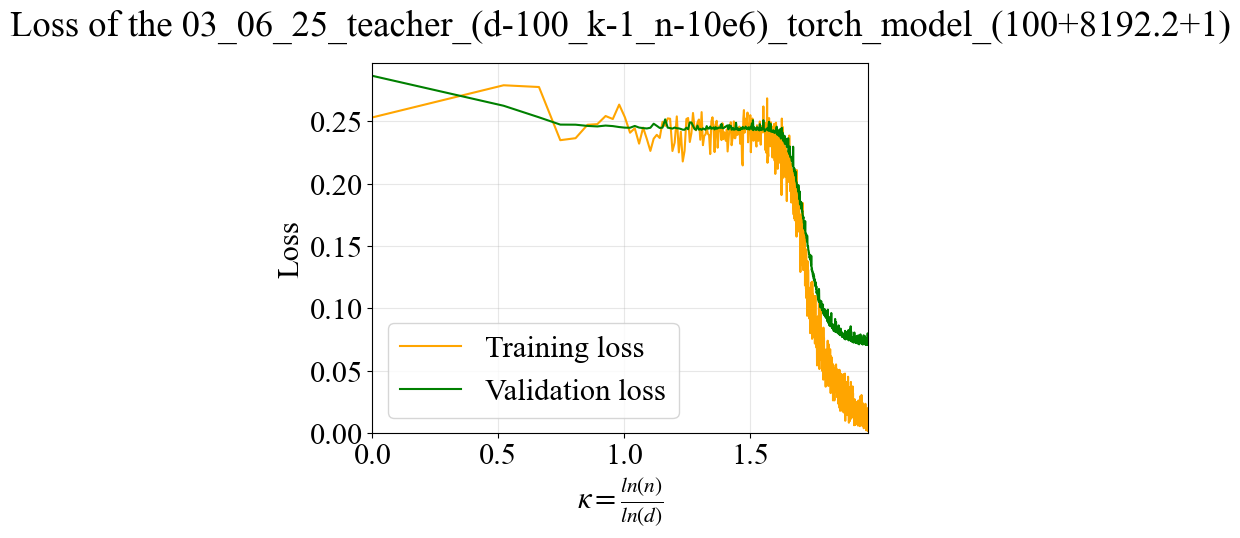 Loss of the 03_06_25_teacher_(d-100_k-1_n-10e6)_torch_model_(100+8192.2+1)
0.25
0.20
0.15
0.10
0.05
0.00
Loss
Training loss
Validation loss
0.0 0.5 1.0 1.5
κ = ln(n)/ln(d)